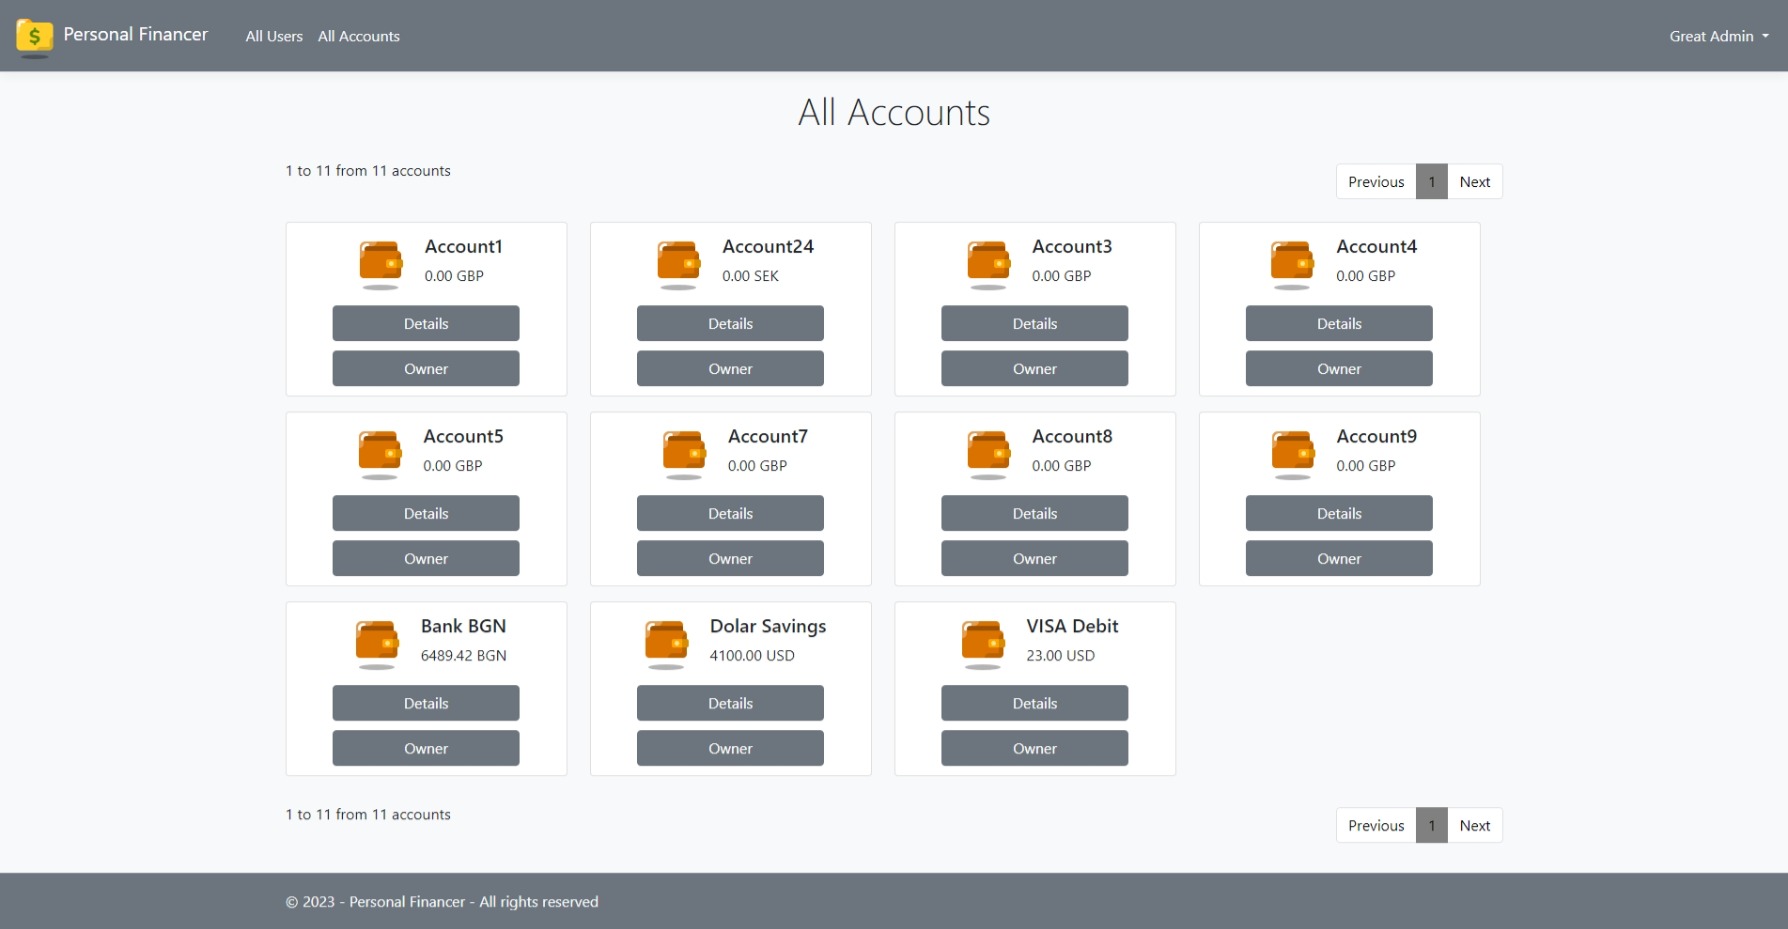 $ Personal Financer All Users All Accounts Great Admin
All Accounts
1 to 11 from 11 accounts
Previous 1 Next
Account1
0.00 GBP
Details
Owner
Account24
0.00 SEK
Details
Owner
Account3
0.00 GBP
Details
Owner
Account4
0.00 GBP
Details
Owner
Account5
0.00 GBP
Details
Owner
Account7
0.00 GBP
Details
Owner
Account8
0.00 GBP
Details
Owner
Account9
0.00 GBP
Details
Owner
Bank BGN
6489.42 BGN
Details
Owner
Dolar Savings
4100.00 USD
Details
Owner
VISA Debit
23.00 USD
Details
Owner
1 to 11 from 11 accounts
Previous 1 Next
© 2023 - Personal Financer - All rights reserved